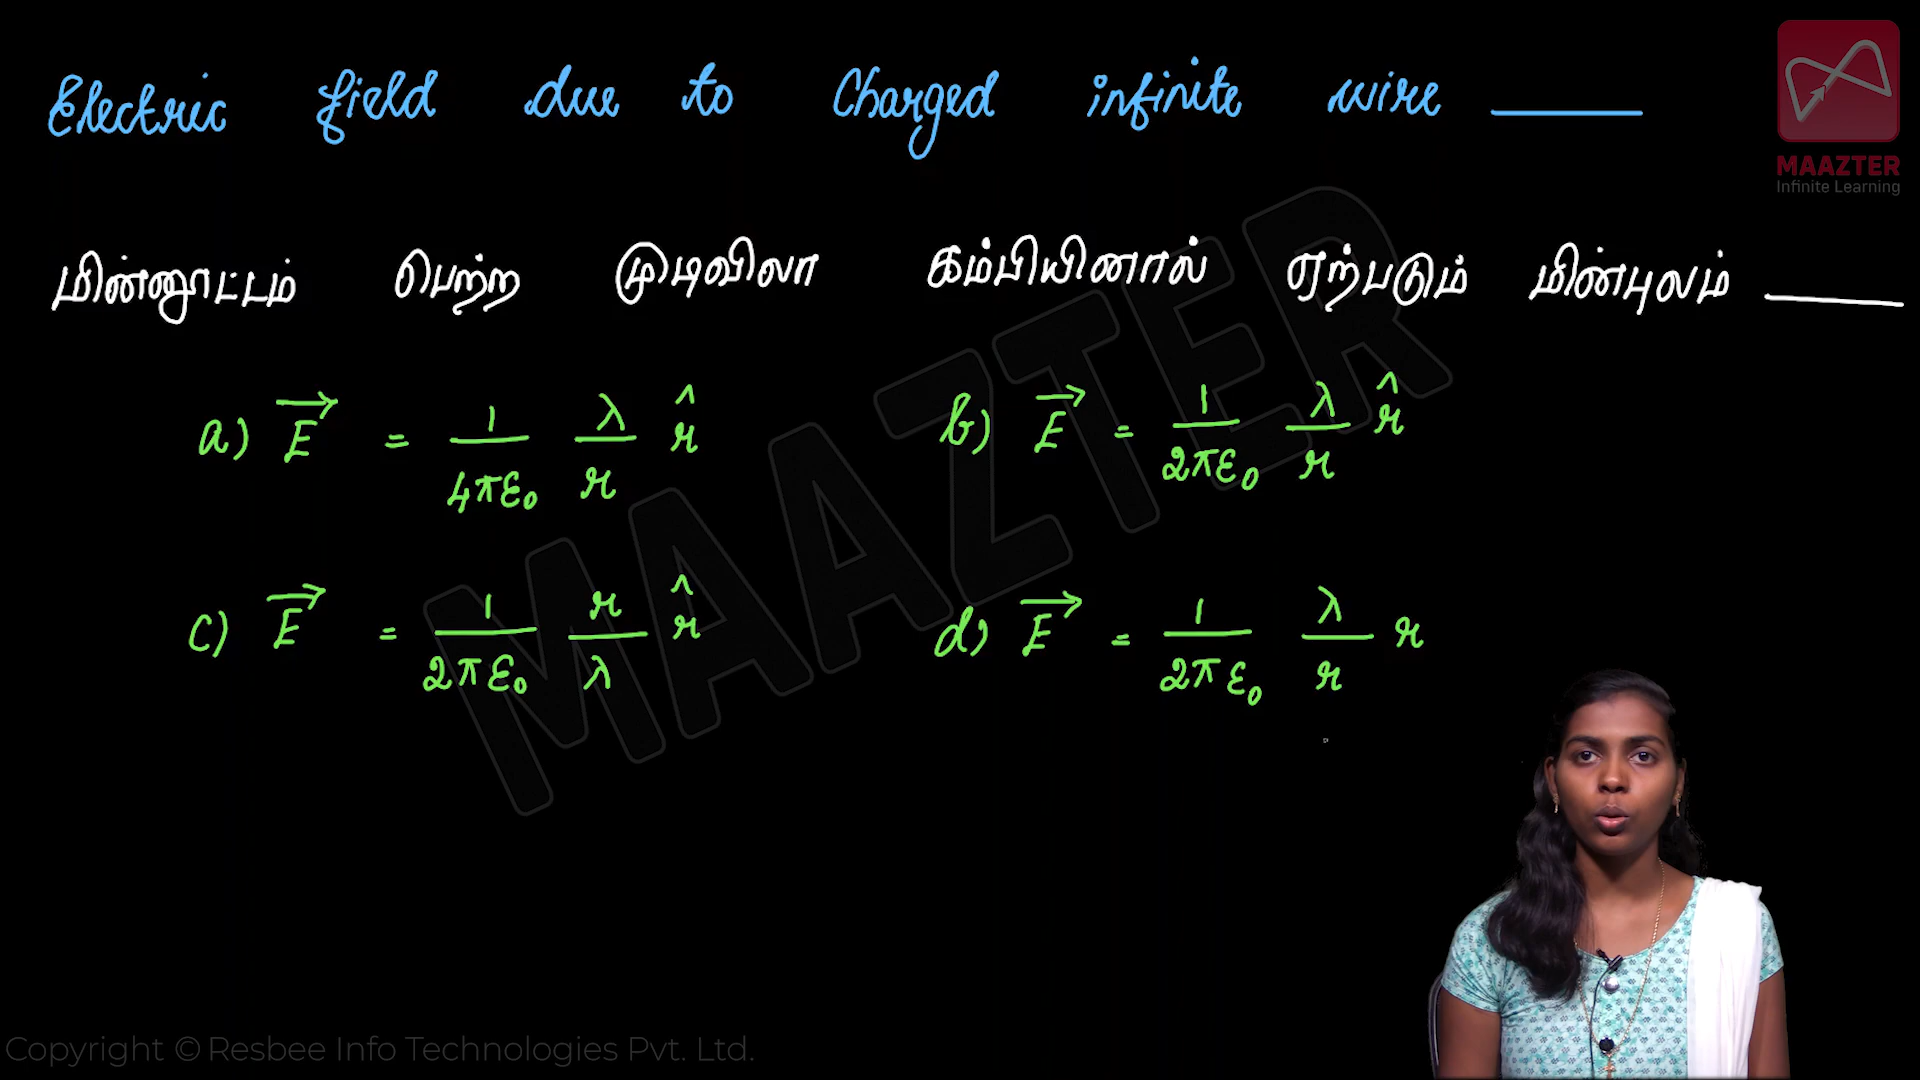 Electric field due to Charged infinite wire ______
MAAZTER
Infinite Learning
மின்னூட்டம் பெற்ற முடிவிலா கம்பியினால் ஏற்படும் மின்புலம் ______
a) E⃗ = 1/4πε₀ λ/r r̂
b) E⃗ = 1/2πε₀ λ/r r̂
c) E⃗ = 1/2πε₀ r/λ r̂
d) E⃗ = 1/2πε₀ λ/r r
MAAZTER
Copyright © Resbee Info Technologies Pvt. Ltd.